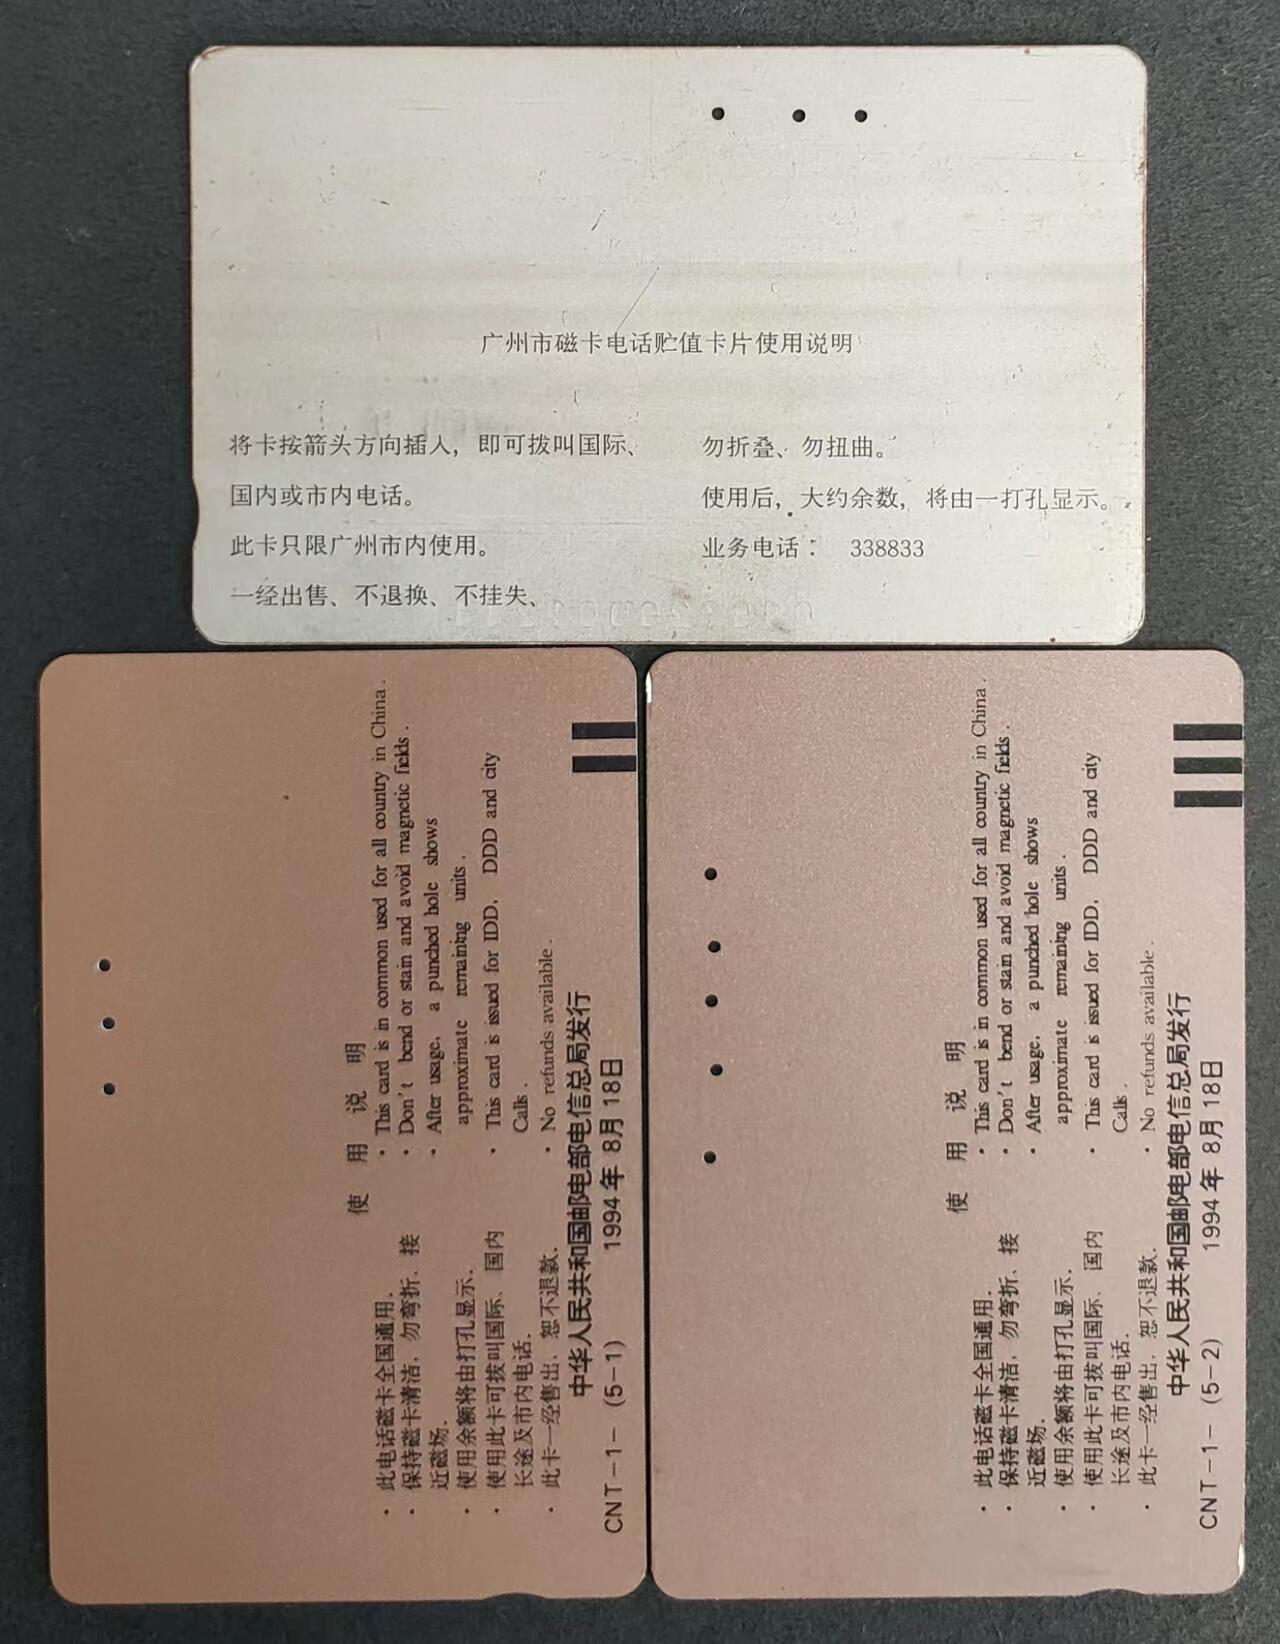 广州市磁卡电话贮值卡片使用说明
将卡按箭头方向插入，即可拨叫国际、
国内或市内电话。
此卡只限广州市内使用。
一经出售、不退换、不挂失、
勿折叠、勿扭曲。
使用后，大约余数，将由一打孔显示。
业务电话： 338833
使用说明
· 此电话磁卡全国通用.
· 保持磁卡清洁、勿弯折、接
近磁场.
· 使用余额将由打孔显示.
· 使用此卡可拔叫国际、国内
长途及市内电话.
· 此卡一经售出，恕不退款.
· This card is in common used for all country in China.
· Don't bend or stain and avoid magnetic fields.
· After usage, a punched hole shows
approximate remaining units.
· This card is issued for IDD, DDD and city
Calls.
· No refunds available.
中华人民共和国邮电部电信总局发行
CNT-1-(5-1) 1994年8月18日
使用说明
· 此电话磁卡全国通用.
· 保持磁卡清洁、勿弯折、接
近磁场.
· 使用余额将由打孔显示.
· 使用此卡可拔叫国际、国内
长途及市内电话.
· 此卡一经售出，恕不退款.
· This card is in common used for all country in China.
· Don't bend or stain and avoid magnetic fields.
· After usage, a punched hole shows
approximate remaining units.
· This card is issued for IDD, DDD and city
Calls.
· No refunds available.
中华人民共和国邮电部电信总局发行
CNT-1-(5-2) 1994年8月18日